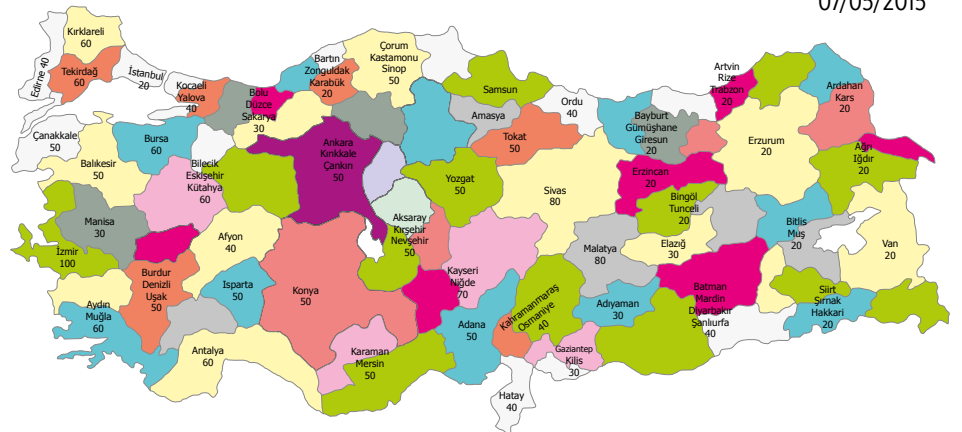 07/05/2015
Kırklareli
60
Edirne 40
Tekirdağ
60
İstanbul
20
Kocaeli
Yalova
40
Bolu
Düzce
Sakarya
30
Bartın
Zonguldak
Karabük
20
Çorum
Kastamonu
Sinop
50
Samsun
Amasya
50
Tokat
50
Ordu
40
Artvin
Rize
Trabzon
20
Bayburt
Gümüşhane
Giresun
20
Ardahan
Kars
20
Erzurum
20
Ağrı
Iğdır
20
Çanakkale
50
Balıkesir
50
Bursa
60
Bilecik
Eskişehir
Kütahya
60
Ankara
Kırıkkale
Çankırı
50
Yozgat
50
Sivas
80
Erzincan
20
Bingöl
Tunceli
20
Bitlis
Muş
20
Van
20
Manisa
30
İzmir
100
Afyon
40
Aksaray
Kırşehir
Nevşehir
50
Kayseri
Niğde
70
Malatya
80
Elazığ
30
Burdur
Denizli
Uşak
50
Isparta
50
Konya
50
Aydın
Muğla
60
Antalya
60
Karaman
Mersin
50
Adana
50
Kahramanmaraş
Osmaniye
40
Adıyaman
30
Batman
Mardin
Diyarbakır
Şanlıurfa
40
Siirt
Şırnak
Hakkari
20
Gaziantep
Kilis
30
Hatay
40